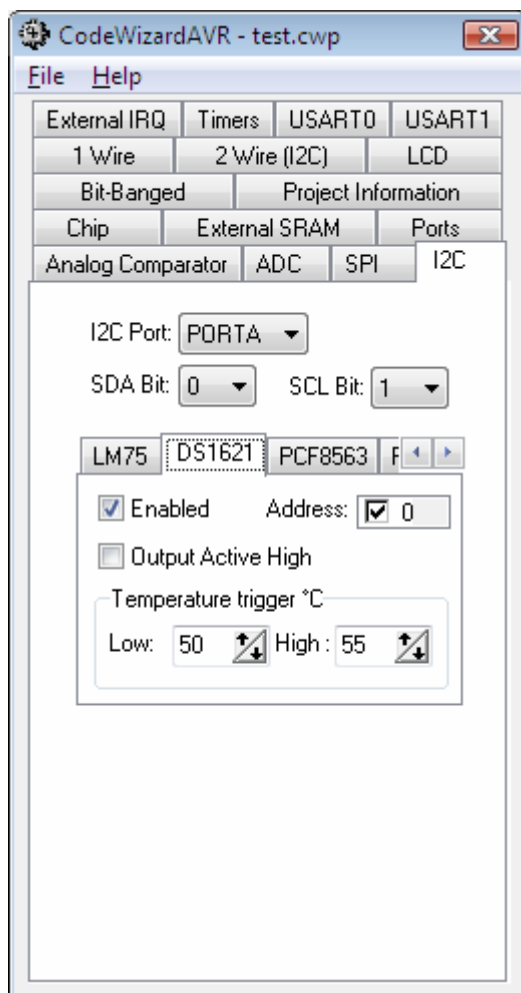 CodeWizardAVR - test.cwp
File Help
External IRQ Timers USART0 USART1
1 Wire 2 Wire (I2C) LCD
Bit-Banged Project Information
Chip External SRAM Ports
Analog Comparator ADC SPI I2C
I2C Port: PORTA
SDA Bit: 0 SCL Bit: 1
LM75 DS1621 PCF8563
Enabled Address: 0
Output Active High
Temperature trigger °C
Low: 50 High : 55